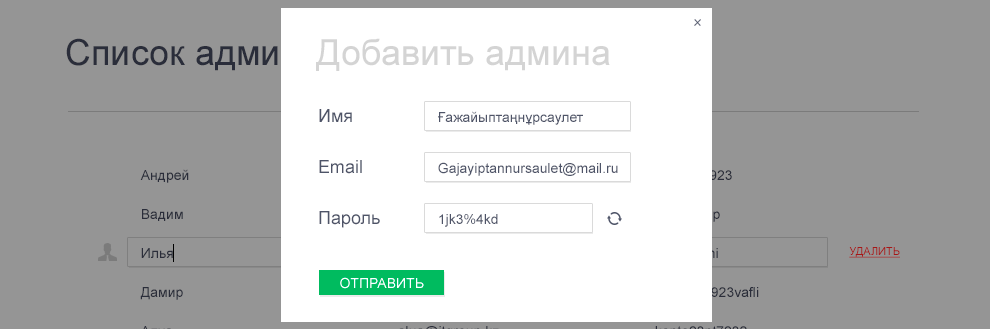 ×
Список адми
Добавить админа
Имя
Ғажайыптаңнұрсаулет
Email
Gajayiptannursaulet@mail.ru
Пароль
1jk3%4kd
ОТПРАВИТЬ
Андрей
923
Вадим
Илья
УДАЛИТЬ
Дамир
923vafli